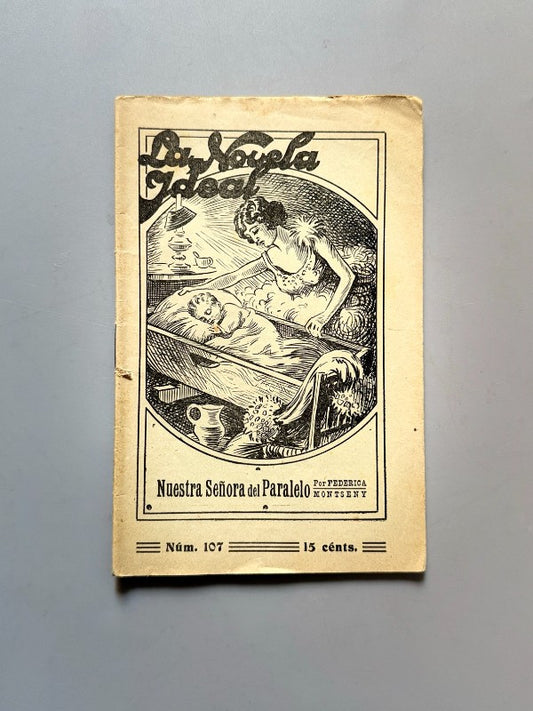 La Novela
Ideal
Nuestra Señora del Paralelo Por FEDERICA
MONTSENY
Núm. 107 15 cénts.